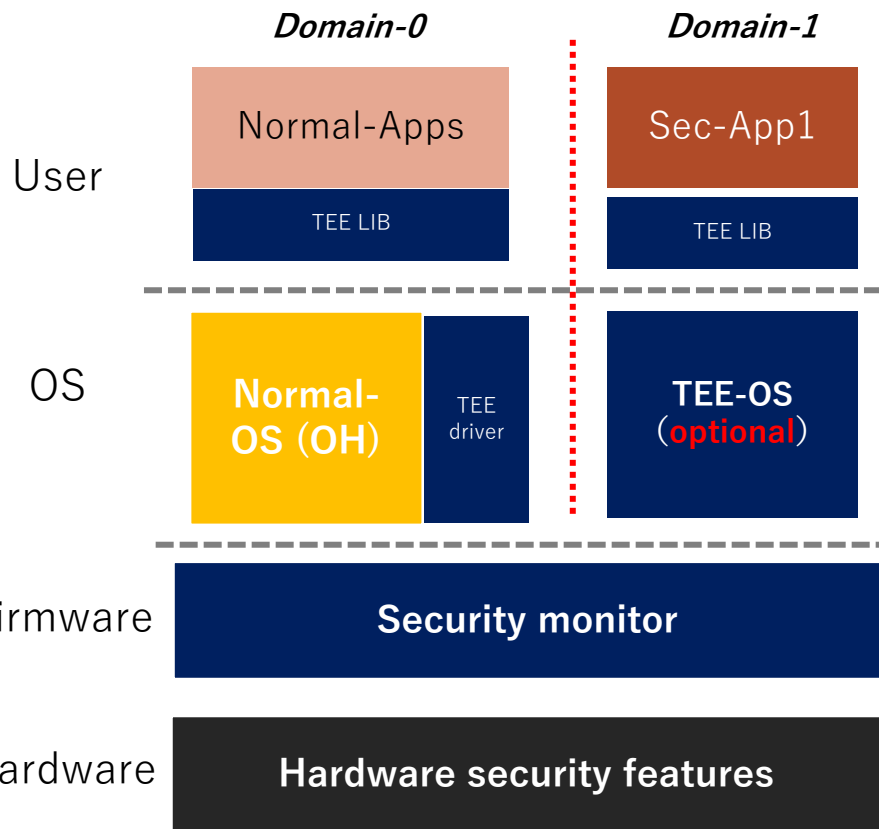 Domain-0
Domain-1
Normal-Apps
Sec-App1
User
TEE LIB
TEE LIB
OS
Normal-
OS (OH)
TEE
driver
TEE-OS
(optional)
irmware
Security monitor
ardware
Hardware security features